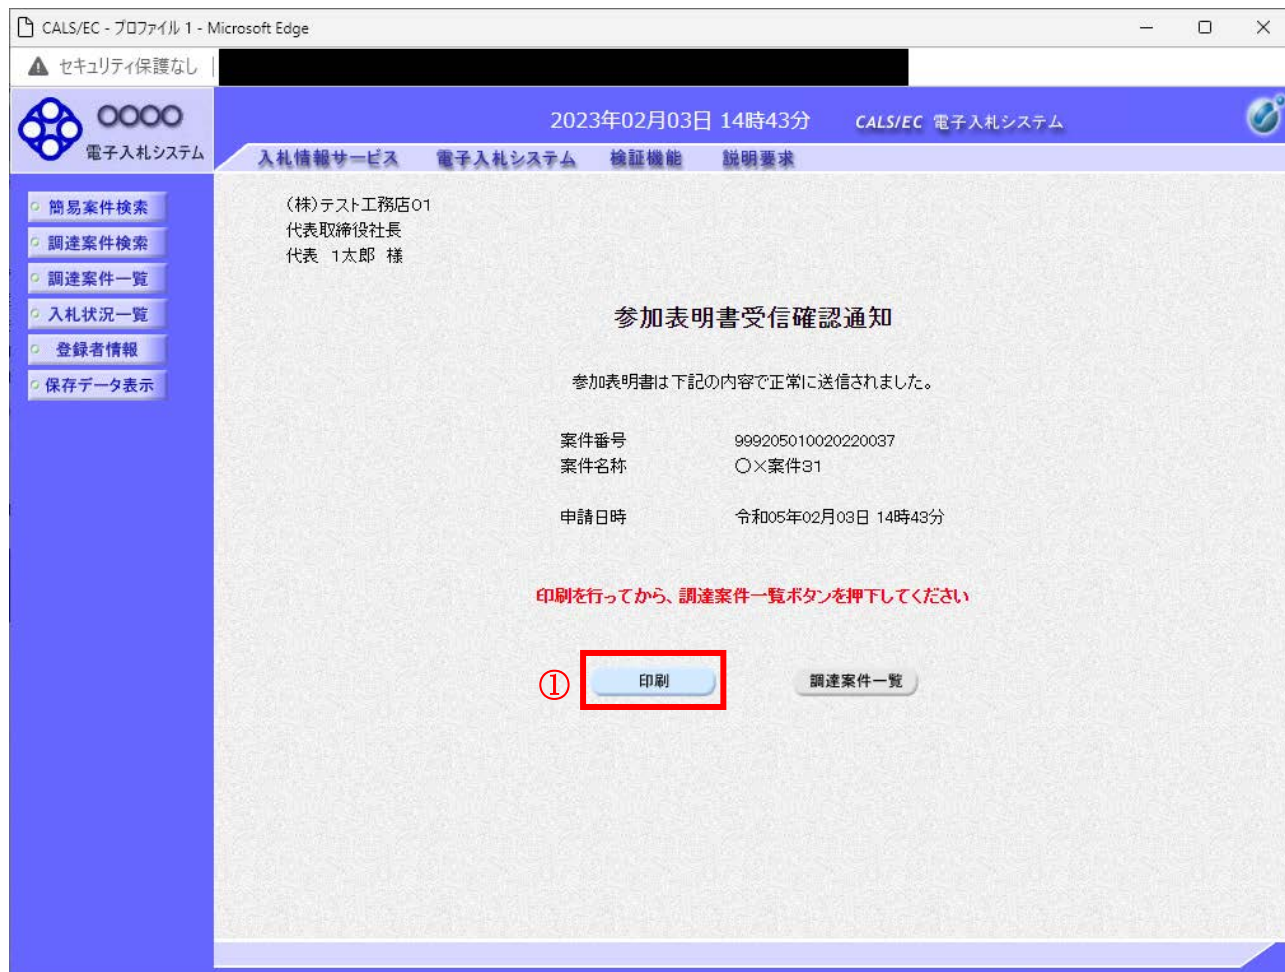 CALS/EC - プロファイル 1 - Microsoft Edge
セキュリティ保護なし
OOOO
電子入札システム
2023年02月03日 14時43分 CALS/EC 電子入札システム
入札情報サービス 電子入札システム 検証機能 説明要求
簡易案件検索
調達案件検索
調達案件一覧
入札状況一覧
登録者情報
保存データ表示
(株)テスト工務店01
代表取締役社長
代表 1太郎 様
参加表明書受信確認通知
参加表明書は下記の内容で正常に送信されました。
案件番号 999205010020220037
案件名称 〇×案件31
申請日時 令和05年02月03日 14時43分
印刷を行ってから、調達案件一覧ボタンを押下してください
① 印刷 調達案件一覧